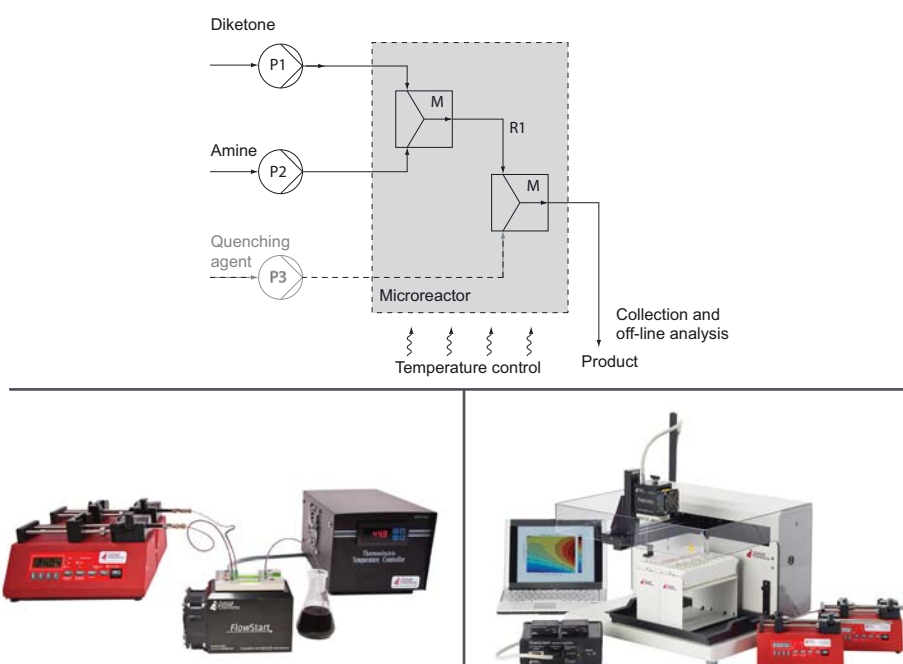 Diketone
P1
M
Amine
P2
R1
M
Quenching
agent
P3
Microreactor
Collection and
off-line analysis
Temperature control
Product
Thermoelectric
Temperature Controller
FlowStart